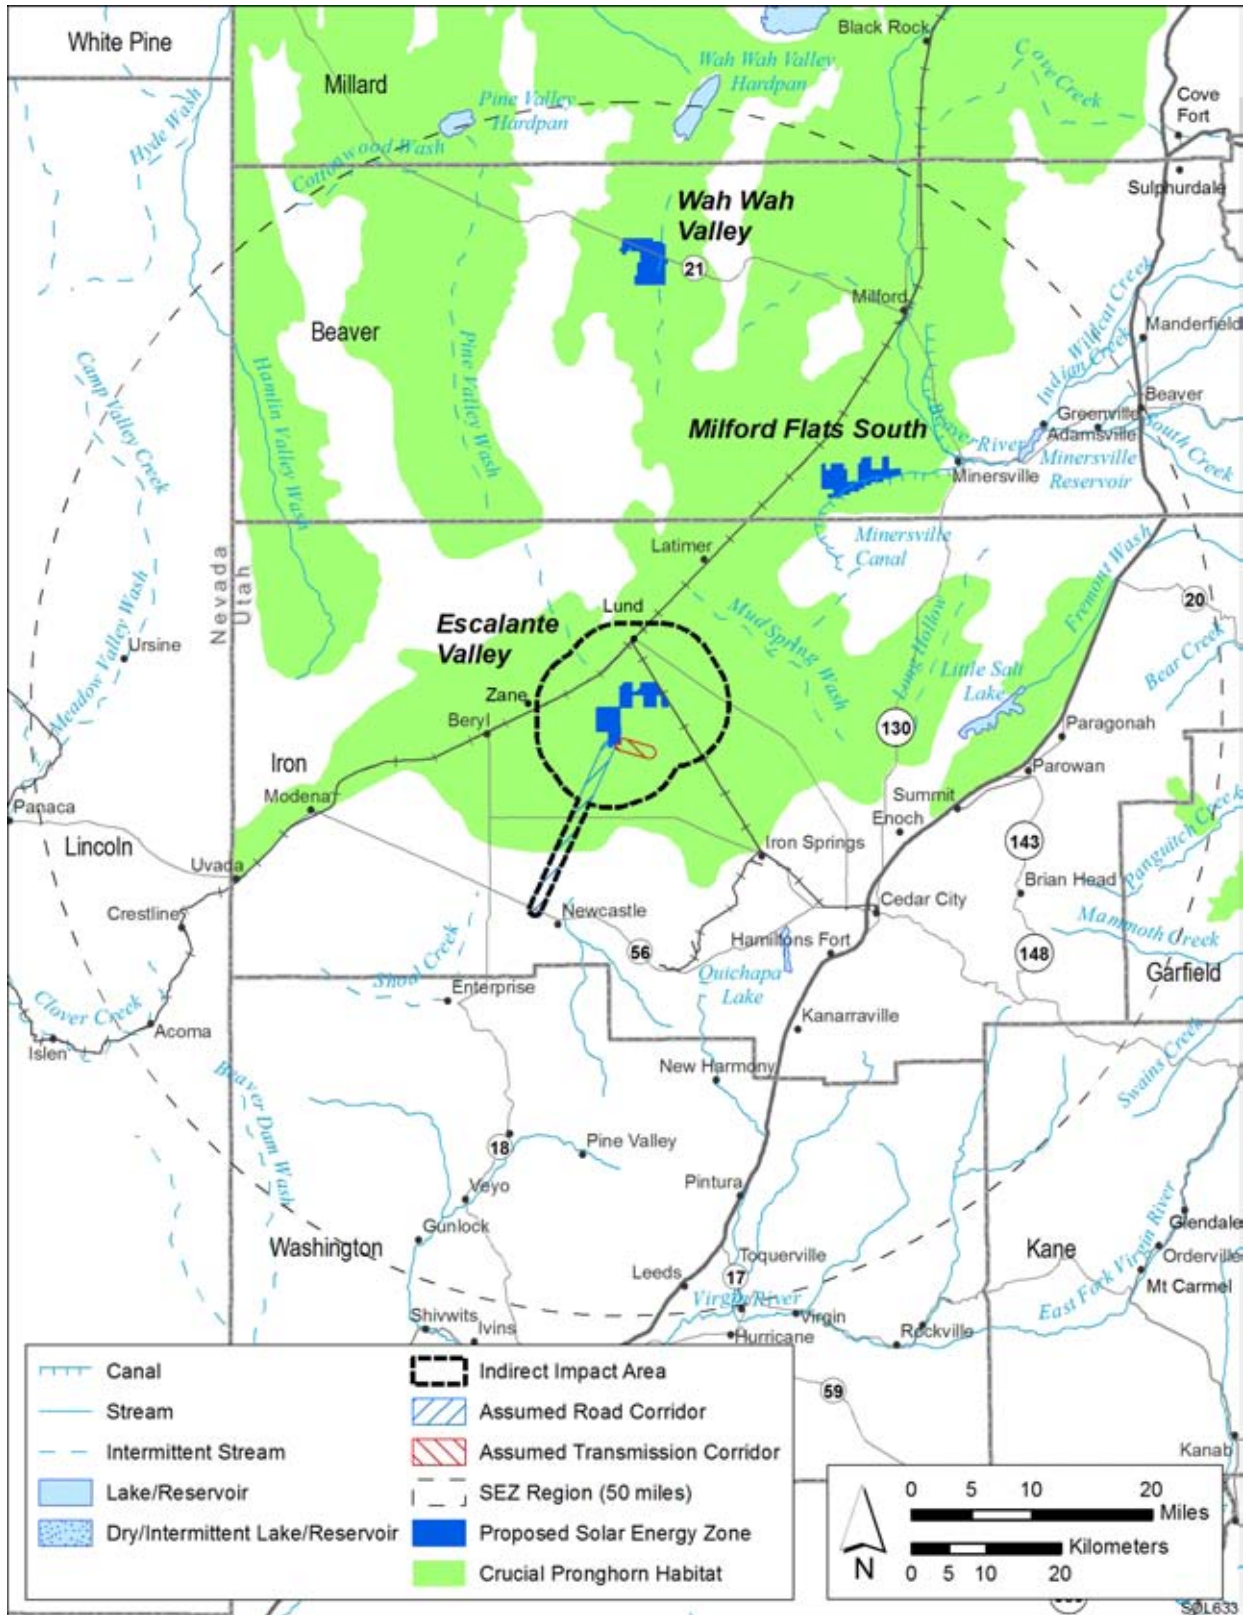 White Pine
Millard
Black Rock
Wah Wah Valley
Hardpan
Cove Creek
Pine Valley
Hardpan
Hyde Wash
Cove
Fort
Cottonwood Wash
Sulphurdale
Wah Wah
Valley
21
Milford
Beaver
Indian Creek
Wildcat Creek
Manderfield
Camp Valley Creek
Hamlin Valley Wash
Pine Valley Wash
Beaver
Greenville
Adamsville
South Creek
Milford Flats South
Beaver River
Minersville
Minersville
Reservoir
Minersville
Canal
Latimer
Nevada
Utah
Fremont Wash
20
Lund
Mud Spring Wash
Long Hollow
Escalante
Valley
Ursine
Meadow Valley Wash
Little Salt
Lake
Bear Creek
Zane
Beryl
130
Paragonah
Iron
Parowan
Modena
Summit
Enoch
Panaca
Lincoln
Iron Springs
143
Panguitch Creek
Uvada
Brian Head
Crestline
Newcastle
Cedar City
Mammoth Creek
56
Hamiltons Fort
148
Shoal Creek
Quichapa
Lake
Garfield
Enterprise
Clover Creek
Acoma
Kanarraville
Islen
New Harmony
Swains Creek
Beaver Dam Wash
18
Pine Valley
Veyo
Pintura
Gunlock
Glendale
Washington
Kane
Orderville
Toquerville
Leeds
17
Mt Carmel
East Fork Virgin River
Virgin River
Shivwits
Virgin
Ivins
Hurricane
Rockville
59
Kanab
Canal
Stream
Intermittent Stream
Lake/Reservoir
Dry/Intermittent Lake/Reservoir
Indirect Impact Area
Assumed Road Corridor
Assumed Transmission Corridor
SEZ Region (50 miles)
Proposed Solar Energy Zone
Crucial Pronghorn Habitat
N
0 5 10 20
Miles
Kilometers
0 5 10 20
SOL633